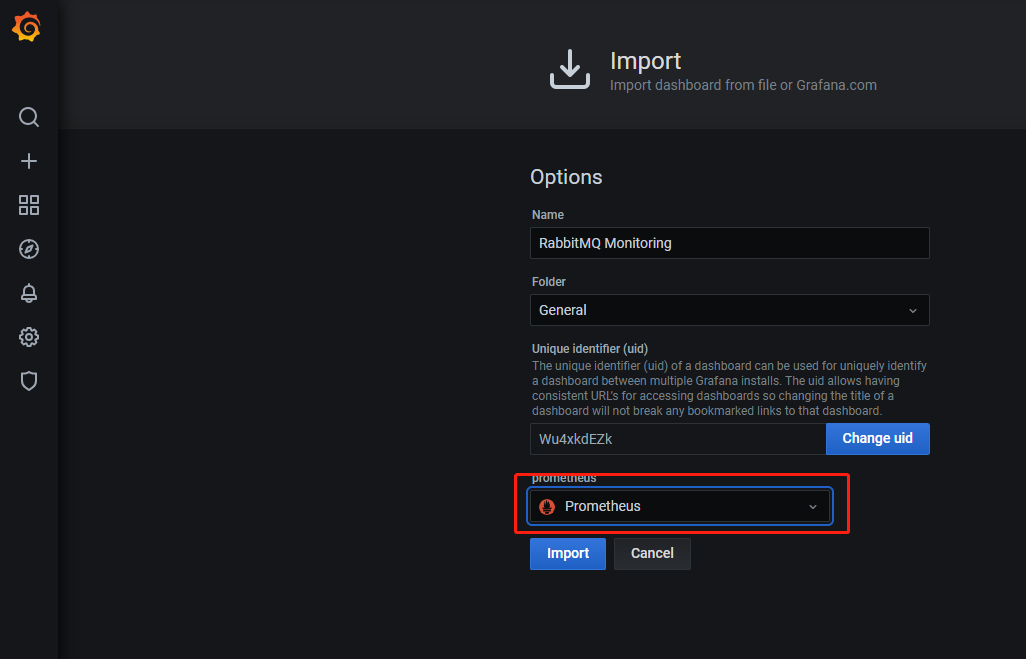 Import
Import dashboard from file or Grafana.com
Options
Name
RabbitMQ Monitoring
Folder
General
Unique identifier (uid)
The unique identifier (uid) of a dashboard can be used for uniquely identify
a dashboard between multiple Grafana installs. The uid allows having
consistent URL's for accessing dashboards so changing the title of a
dashboard will not break any bookmarked links to that dashboard.
Wu4xkdEZk
Change uid
prometheus
Prometheus
Import
Cancel